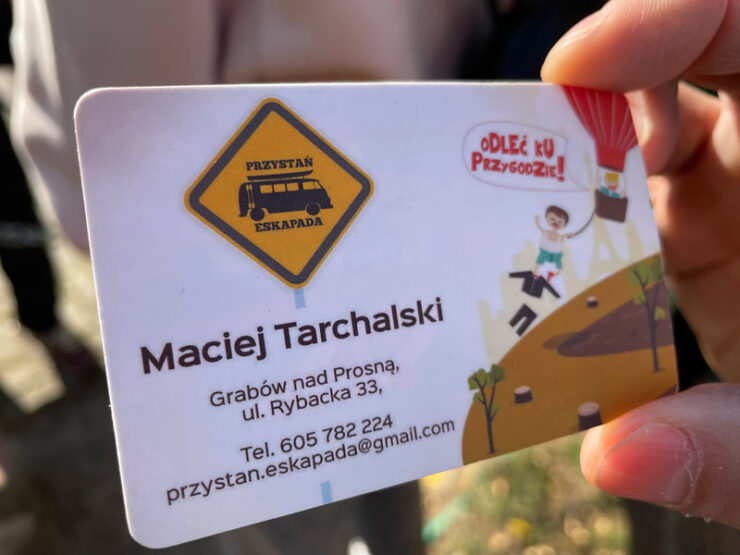 PRZYSTAŃ
ESKAPADA
ODLEĆ KU
PRZYGODZIE!
Maciej Tarchalski
Grabów nad Prosną,
ul. Rybacka 33,
Tel. 605 782 224
przystan.eskapada@gmail.com